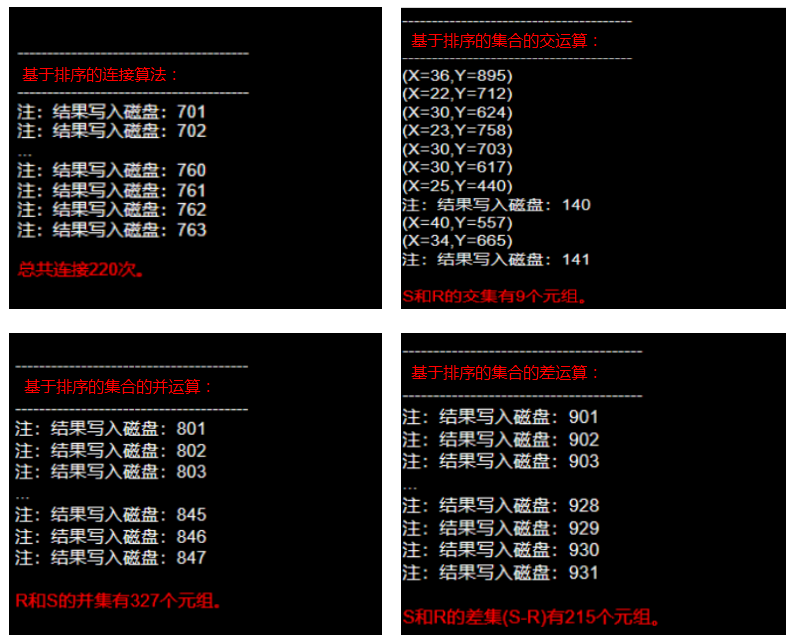 基于排序的连接算法：
注：结果写入磁盘：701
注：结果写入磁盘：702
...
注：结果写入磁盘：760
注：结果写入磁盘：761
注：结果写入磁盘：762
注：结果写入磁盘：763
总共连接220次。
基于排序的集合的交运算：
(X=36,Y=895)
(X=22,Y=712)
(X=30,Y=624)
(X=23,Y=758)
(X=30,Y=703)
(X=30,Y=617)
(X=25,Y=440)
注：结果写入磁盘：140
(X=40,Y=557)
(X=34,Y=665)
注：结果写入磁盘：141
S和R的交集有9个元组。
基于排序的集合的并运算：
注：结果写入磁盘：801
注：结果写入磁盘：802
注：结果写入磁盘：803
...
注：结果写入磁盘：845
注：结果写入磁盘：846
注：结果写入磁盘：847
R和S的并集有327个元组。
基于排序的集合的差运算：
注：结果写入磁盘：901
注：结果写入磁盘：902
注：结果写入磁盘：903
...
注：结果写入磁盘：928
注：结果写入磁盘：929
注：结果写入磁盘：930
注：结果写入磁盘：931
S和R的差集(S-R)有215个元组。